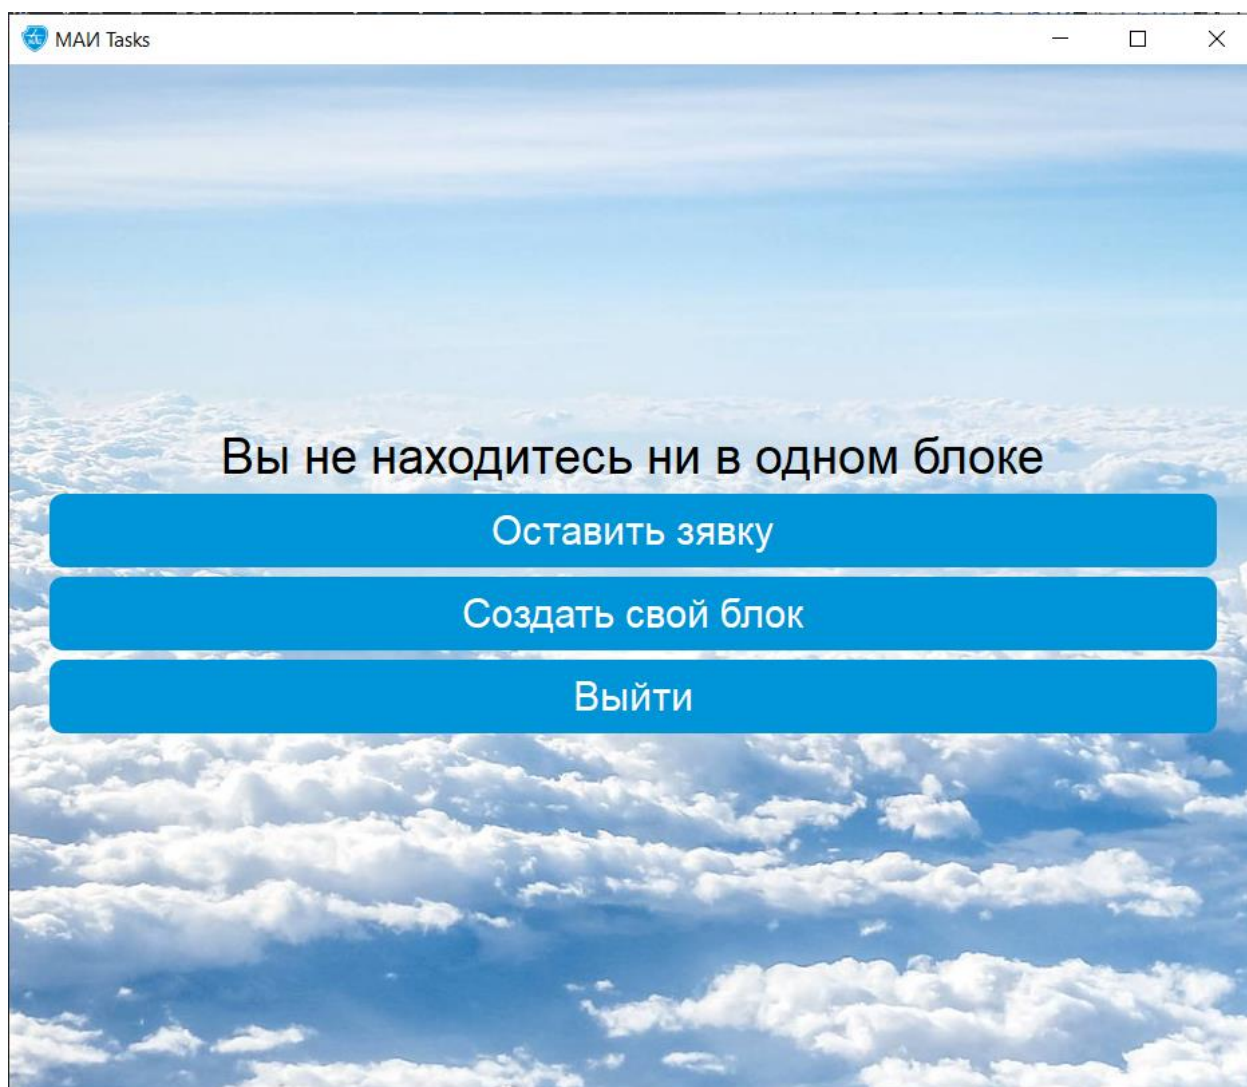 МАИ Tasks
Вы не находитесь ни в одном блоке
Оставить зявку
Создать свой блок
Выйти